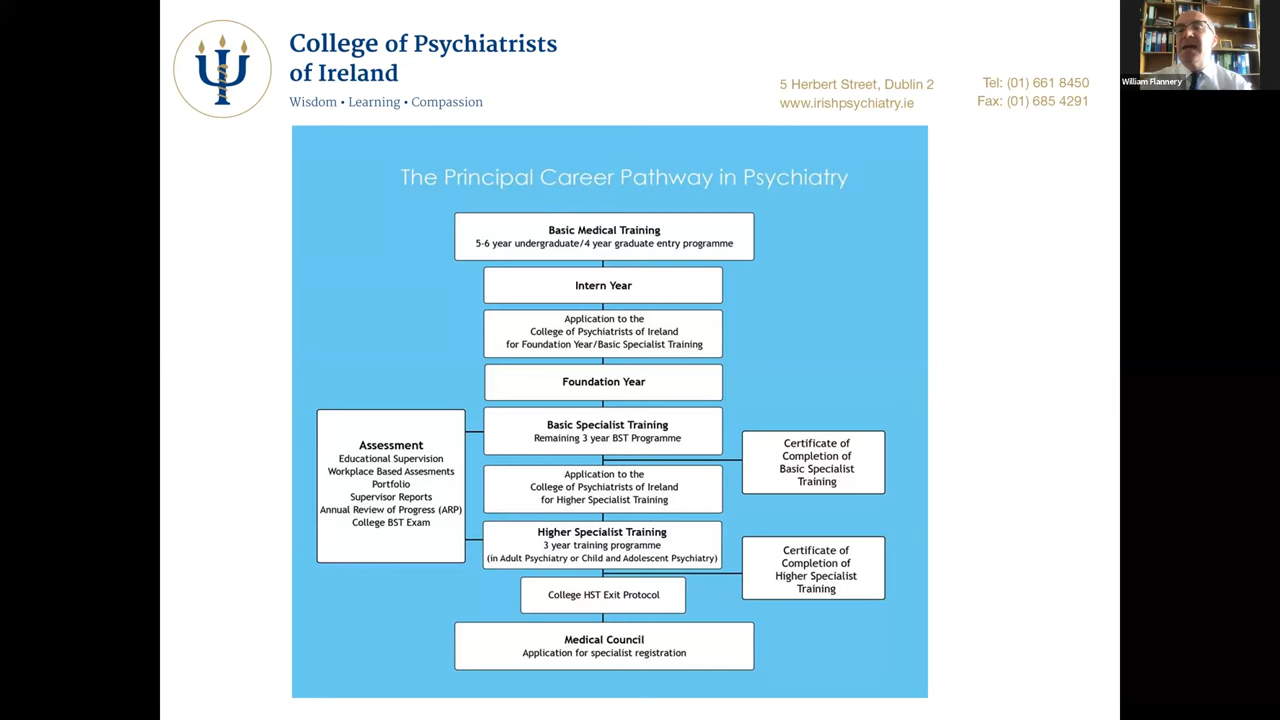 College of Psychiatrists
of Ireland
Wisdom • Learning • Compassion
5 Herbert Street, Dublin 2
www.irishpsychiatry.ie
Tel: (01) 661 8450
Fax: (01) 685 4291
William Flannery
The Principal Career Pathway in Psychiatry
Basic Medical Training
5-6 year undergraduate/4 year graduate entry programme
Intern Year
Application to the
College of Psychiatrists of Ireland
for Foundation Year/Basic Specialist Training
Foundation Year
Basic Specialist Training
Remaining 3 year BST Programme
Assessment
Educational Supervision
Workplace Based Assesments
Portfolio
Supervisor Reports
Annual Review of Progress (ARP)
College BST Exam
Certificate of
Completion of
Basic Specialist
Training
Application to the
College of Psychiatrists of Ireland
for Higher Specialist Training
Higher Specialist Training
3 year training programme
(in Adult Psychiatry or Child and Adolescent Psychiatry)
Certificate of
Completion of
Higher Specialist
Training
College HST Exit Protocol
Medical Council
Application for specialist registration